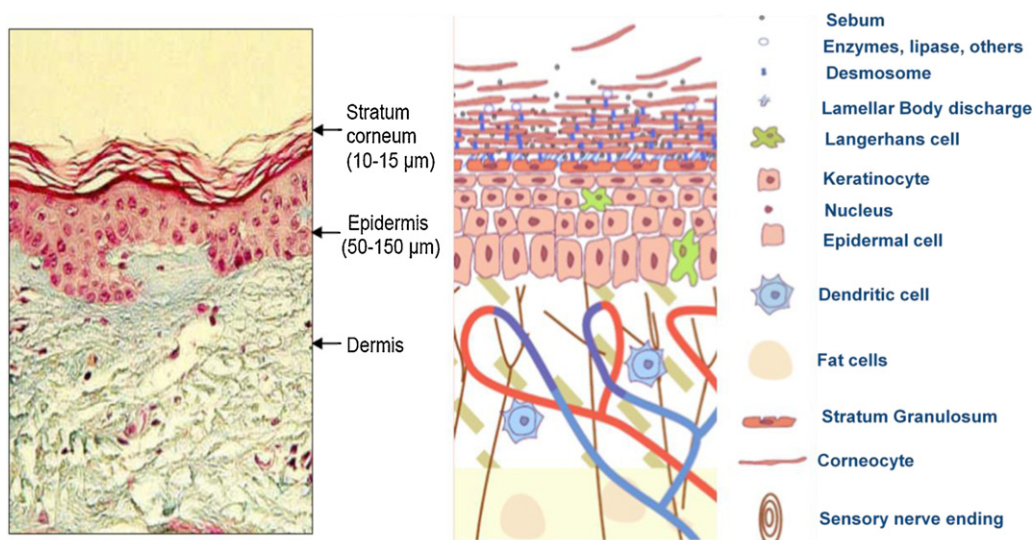 Stratum
corneum
(10-15 µm)
Epidermis
(50-150 µm)
Dermis
Sebum
Enzymes, lipase, others
Desmosome
Lamellar Body discharge
Langerhans cell
Keratinocyte
Nucleus
Epidermal cell
Dendritic cell
Fat cells
Stratum Granulosum
Corneocyte
Sensory nerve ending